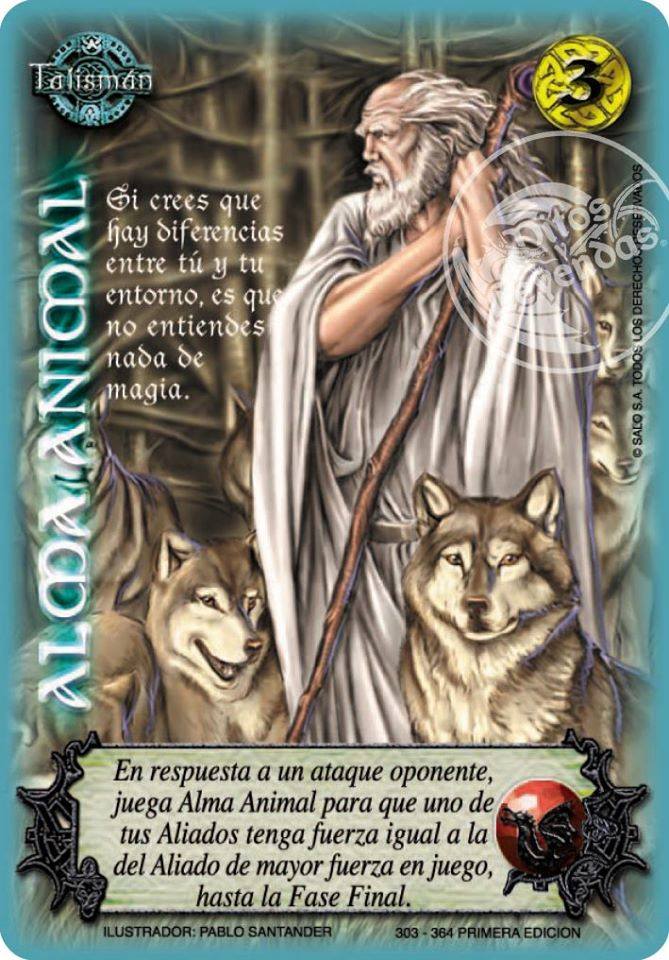 Talismán
3
ALMA ANIMAL
Si crees que
hay diferencias
entre tú y tu
entorno, es que
no entiendes
nada de
magia.
Mitos
Leyendas
© SALO S.A. TODOS LOS DERECHOS RESERVADOS
En respuesta a un ataque oponente,
juega Alma Animal para que uno de
tus Aliados tenga fuerza igual a la
del Aliado de mayor fuerza en juego,
hasta la Fase Final.
ILUSTRADOR: PABLO SANTANDER
303 - 364 PRIMERA EDICION